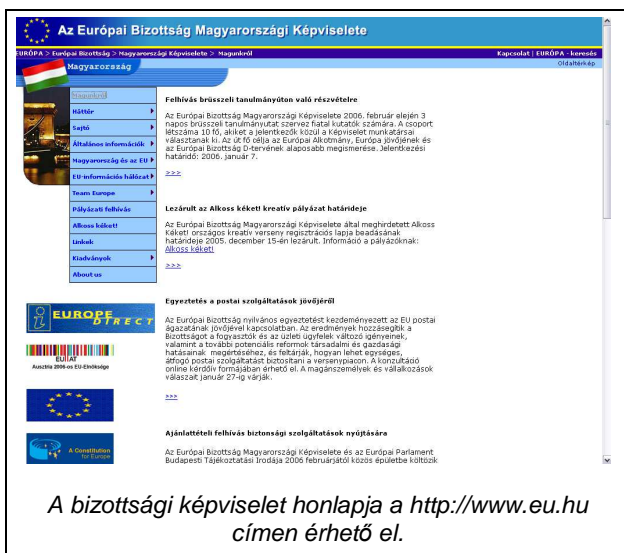 Az Európai Bizottság Magyarországi Képviselete
EURÓPA > Európai Bizottság > Magyarországi Képviselete > Magunkról
Kapcsolat | EURÓPA - keresés
Oldaltérkép
Magyarország
Magunkról
Háttér
Sajtó
Általános információk
Magyarország és az EU
EU-információs hálózat
Team Europe
Pályázati felhívás
Alkoss kéket!
Linkek
Kiadványok
About us
EUROPE
DIRECT
EU//AT
Ausztria 2006-os EU-Elnöksége
A Constitution
for Europe
Felhívás brüsszeli tanulmányúton való részvételre
Az Európai Bizottság Magyarországi Képviselete 2006. február elején 3
napos brüsszeli tanulmányutat szervez fiatal kutatók számára. A csoport
létszáma 10 fő, akiket a jelentkezők közül a Képviselet munkatársai
választanak ki. Az út fő célja az Európai Alkotmány, Európa jövőjének és
az Európai Bizottság D-tervének alaposabb megismerése. Jelentkezési
határidő: 2006. január 7.
>>>
Lezárult az Alkoss kéket! kreatív pályázat határideje
Az Európai Bizottság Magyarországi Képviselete által meghirdetett Alkoss
Kéket! országos kreatív verseny regisztrációs lapja beadásának
határideje 2005. december 15-én lezárult. Információ a pályázóknak:
Alkoss kéket!
>>>
Egyeztetés a postai szolgáltatások jövőjéről
Az Európai Bizottság nyilvános egyeztetést kezdeményezett az EU postai
ágazatának jövőjével kapcsolatban. Az eredmények hozzásegítik a
Bizottságot a fogyasztók és az üzleti ügyfelek változó igényeinek,
valamint a további potenciális reformok társadalmi és gazdasági
hatásainak megértéséhez, és feltárják, hogyan lehet egységes,
átfogó postai szolgáltatást biztosítani a versenypiacon. A konzultáció
online kérdőív formájában érhető el. A magánszemélyek és vállalkozások
válaszait január 27-ig várják.
>>>
Ajánlattételi felhívás biztonsági szolgáltatások nyújtására
Az Európai Bizottság Magyarországi Képviselete és az Európai Parlament
Budapesti Tájékoztatási Irodája 2006 februárjától közös épületbe költözik
A bizottsági képviselet honlapja a http://www.eu.hu
címen érhető el.